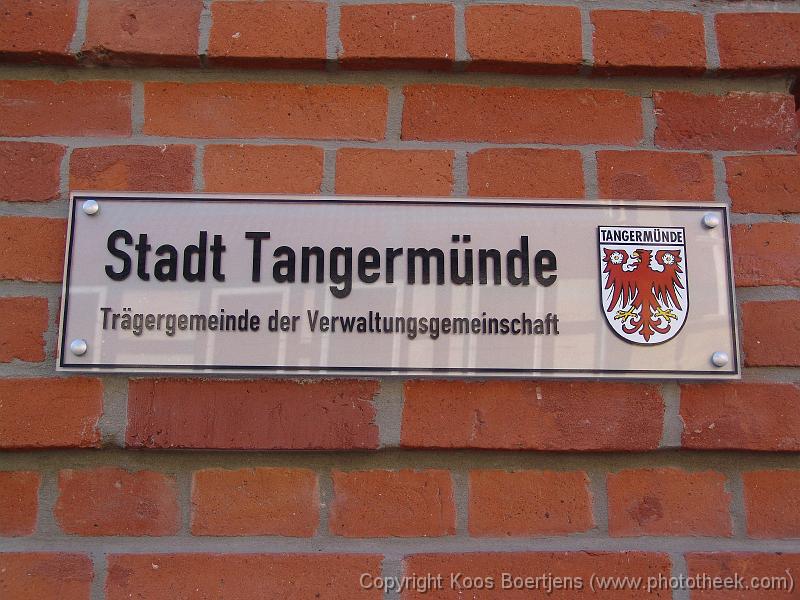 Stadt Tangermünde
Trägergemeinde der Verwaltungsgemeinschaft
TANGERMÜNDE
Copyright Koos Boertjens (www.phototheek.com)